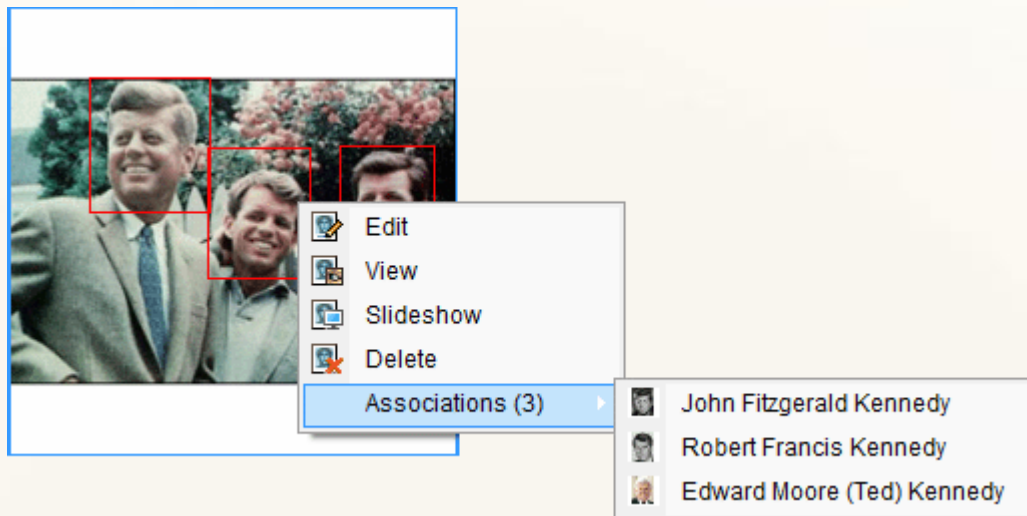 Edit
View
Slideshow
Delete
Associations (3)
John Fitzgerald Kennedy
Robert Francis Kennedy
Edward Moore (Ted) Kennedy